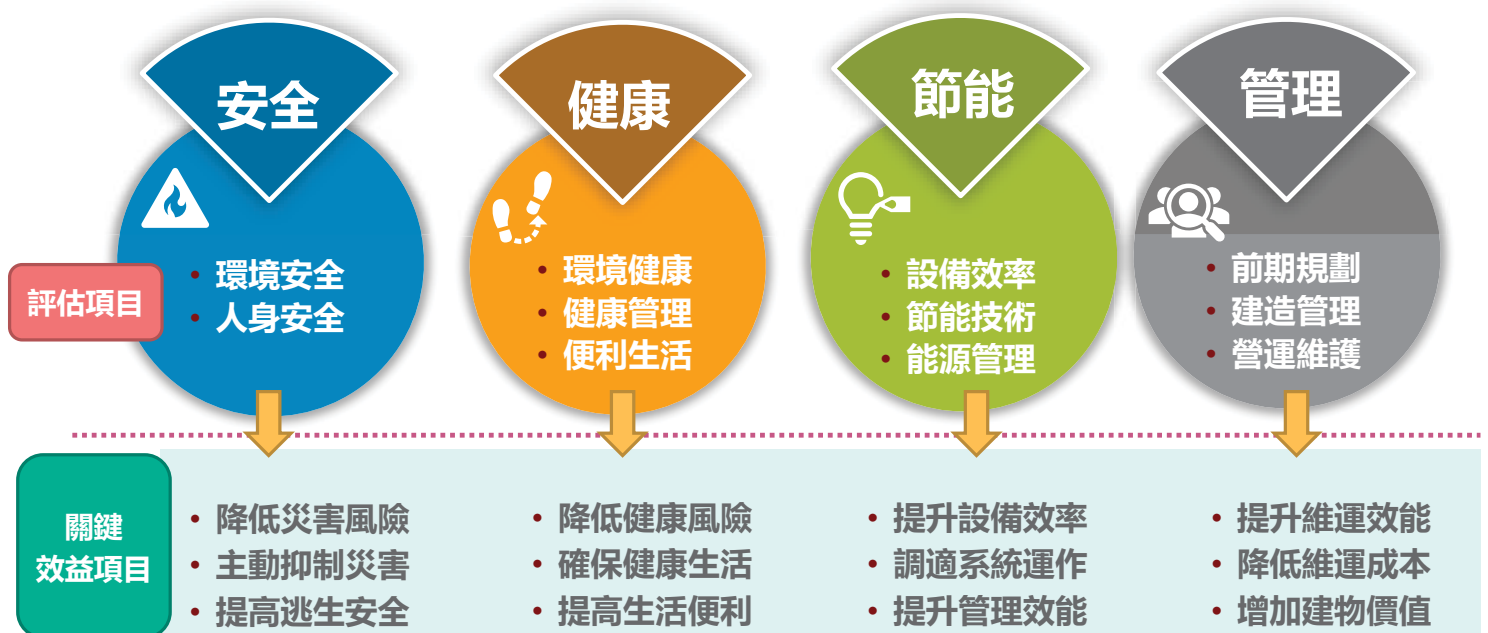 安全
健康
節能
管理
評估項目
• 環境安全
• 人身安全
• 環境健康
• 健康管理
• 便利生活
• 設備效率
• 節能技術
• 能源管理
• 前期規劃
• 建造管理
• 營運維護
關鍵
效益項目
• 降低災害風險
• 主動抑制災害
• 提高逃生安全
• 降低健康風險
• 確保健康生活
• 提高生活便利
• 提升設備效率
• 調適系統運作
• 提升管理效能
• 提升維運效能
• 降低維運成本
• 增加建物價值